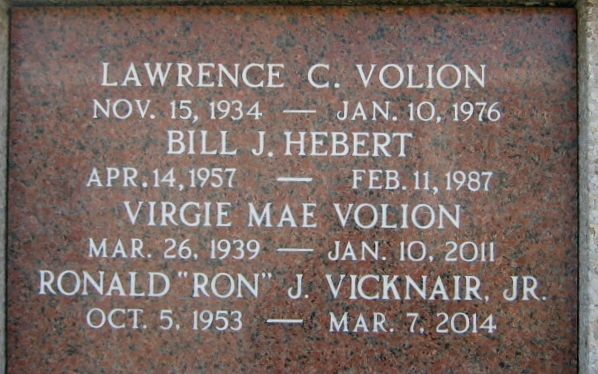 LAWRENCE C. VOLION
NOV. 15, 1934 — JAN. 10, 1976
BILL J. HEBERT
APR. 14, 1957 — FEB. 11, 1987
VIRGIE MAE VOLION
MAR. 26, 1939 — JAN. 10, 2011
RONALD "RON" J. VICKNAIR, JR.
OCT. 5, 1953 — MAR. 7, 2014